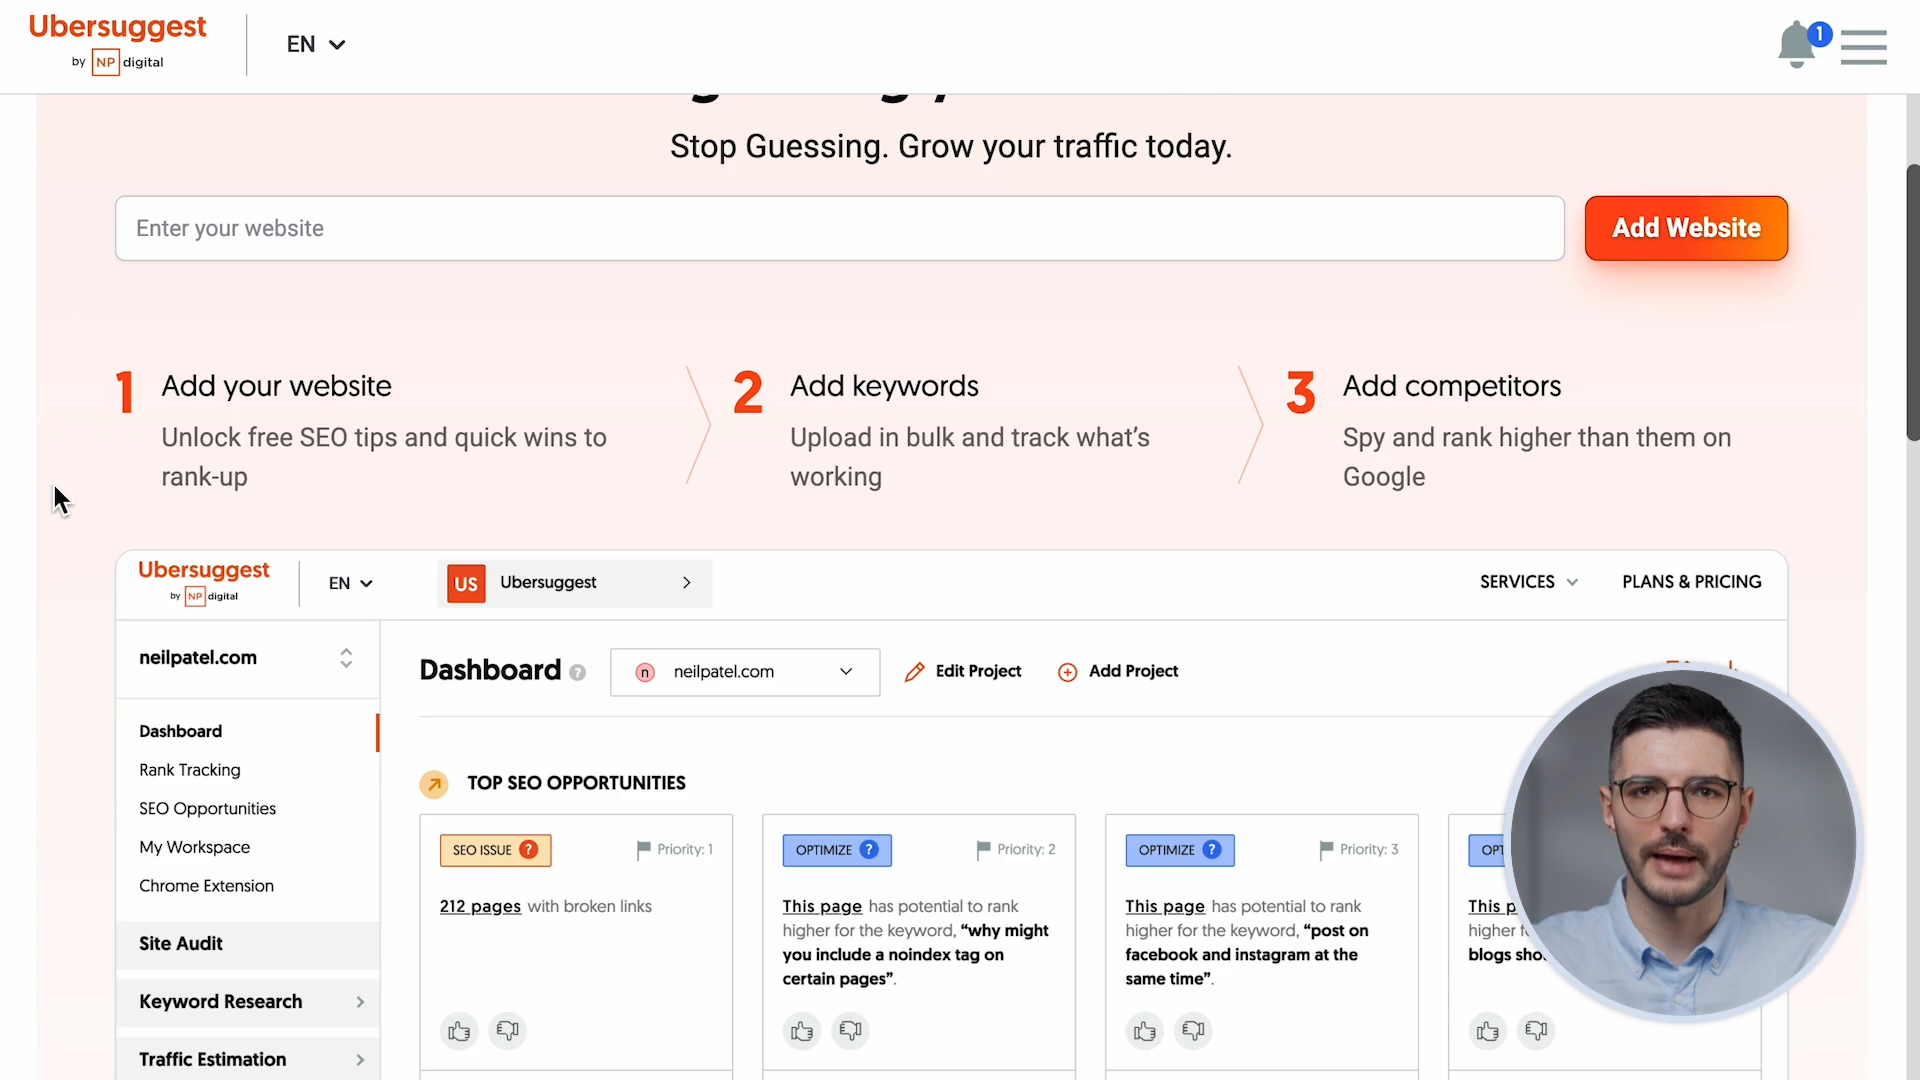 Ubersuggest
by NP digital
EN
1
Stop Guessing. Grow your traffic today.
Enter your website
Add Website
1 Add your website
Unlock free SEO tips and quick wins to
rank-up
2 Add keywords
Upload in bulk and track what's
working
3 Add competitors
Spy and rank higher than them on
Google
Ubersuggest
by NP digital
EN
US Ubersuggest
SERVICES
PLANS & PRICING
neilpatel.com
Dashboard
Rank Tracking
SEO Opportunities
My Workspace
Chrome Extension
Site Audit
Keyword Research
Traffic Estimation
Dashboard ?
n neilpatel.com
Edit Project
Add Project
TOP SEO OPPORTUNITIES
SEO ISSUE ?
Priority: 1
212 pages with broken links
OPTIMIZE ?
Priority: 2
This page has potential to rank
higher for the keyword, “why might
you include a noindex tag on
certain pages”.
OPTIMIZE ?
Priority: 3
This page has potential to rank
higher for the keyword, “post on
facebook and instagram at the
same time”.
This
higher
blogs